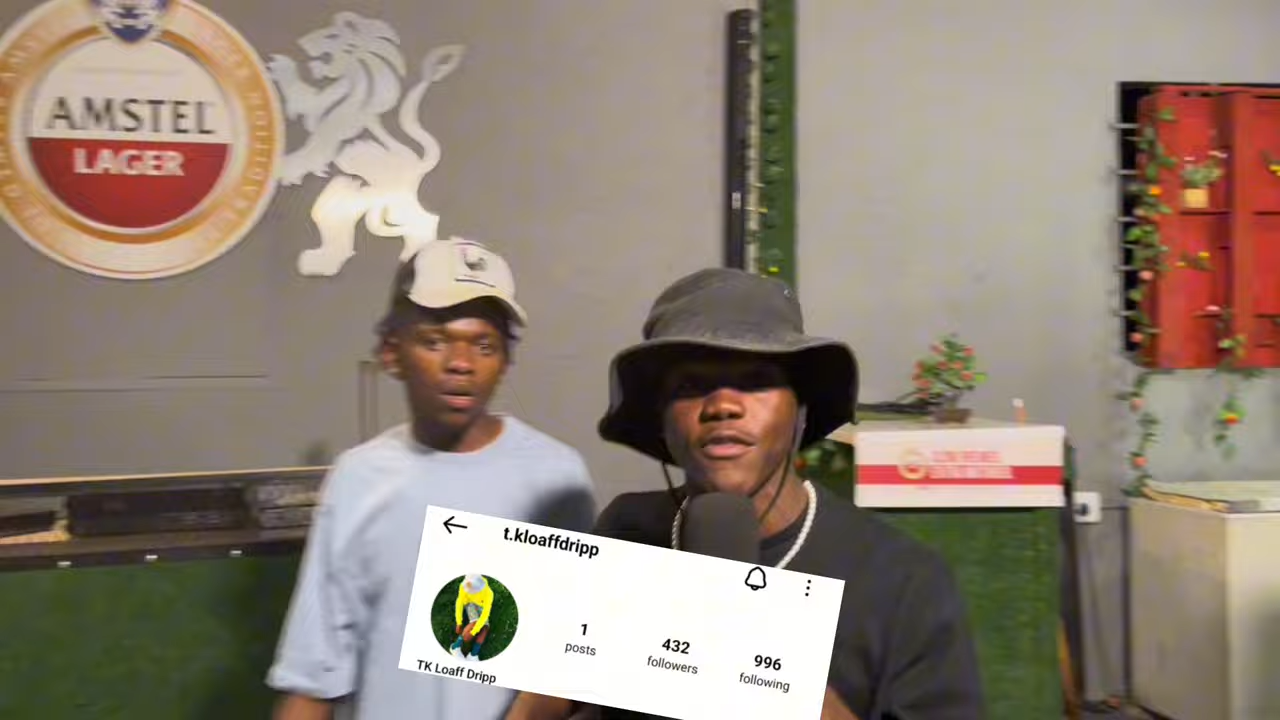 AMSTEL
LAGER
t.kloaffdripp
1
posts
432
followers
996
following
TK Loaff Dripp